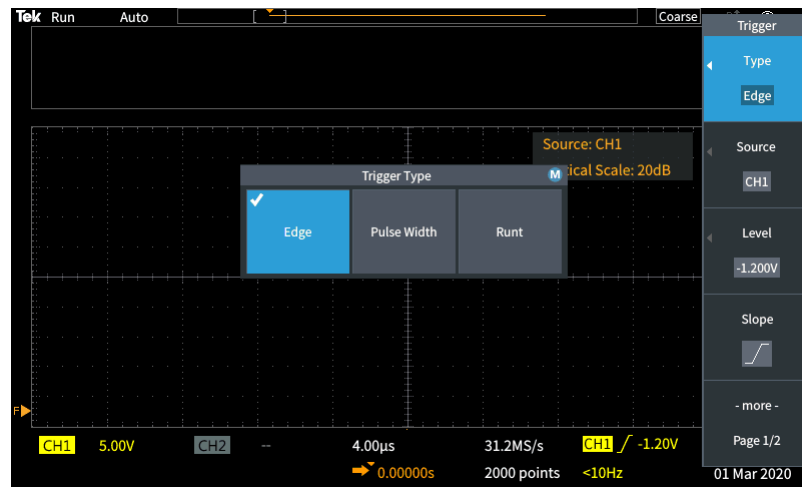 Tek Run Auto [ ] Coarse
Trigger
Type
Edge
Source: CH1
ical Scale: 20dB
Trigger Type M
Edge Pulse Width Runt
Source
CH1
Level
-1.200V
Slope
- more -
Page 1/2
F
CH1 5.00V CH2 -- 4.00µs 31.2MS/s CH1 -1.20V
0.00000s 2000 points <10Hz 01 Mar 2020